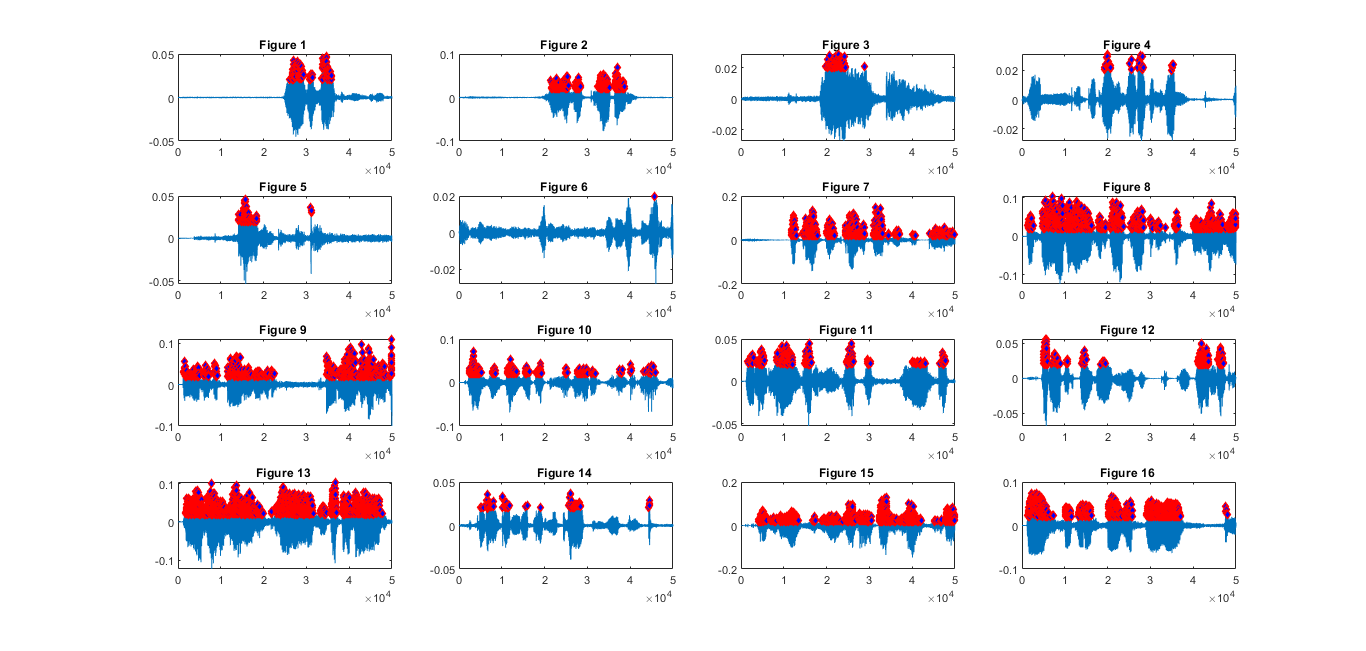 Figure 1 Figure 2 Figure 3 Figure 4
0.05 0.1
0.02 0.02
0 0 0 0
-0.02 -0.02
-0.05 -0.1
0 1 2 3 4 5 0 1 2 3 4 5 0 1 2 3 4 5 0 1 2 3 4 5
×10^4 ×10^4 ×10^4 ×10^4
Figure 5 Figure 6 Figure 7 Figure 8
0.05 0.02 0.2 0.1
0 0 0 0
-0.05 -0.02 -0.2 -0.1
0 1 2 3 4 5 0 1 2 3 4 5 0 1 2 3 4 5 0 1 2 3 4 5
×10^4 ×10^4 ×10^4 ×10^4
Figure 9 Figure 10 Figure 11 Figure 12
0.1 0.1 0.05 0.05
0 0 0 0
-0.1 -0.1 -0.05 -0.05
0 1 2 3 4 5 0 1 2 3 4 5 0 1 2 3 4 5 0 1 2 3 4 5
×10^4 ×10^4 ×10^4 ×10^4
Figure 13 Figure 14 Figure 15 Figure 16
0.1 0.05 0.2 0.1
0 0 0 0
-0.1 -0.05 -0.2 -0.1
0 1 2 3 4 5 0 1 2 3 4 5 0 1 2 3 4 5 0 1 2 3 4 5
×10^4 ×10^4 ×10^4 ×10^4